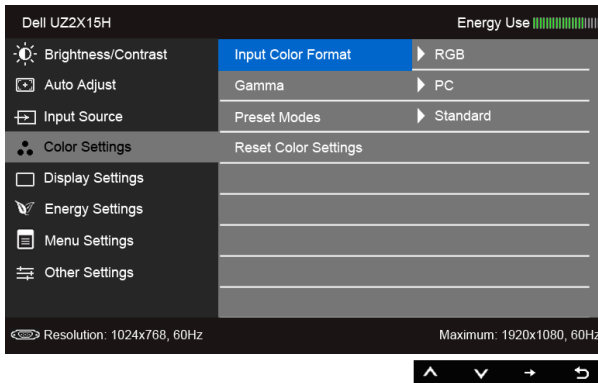 Dell UZ2X15H Energy Use
Brightness/Contrast Input Color Format RGB
Auto Adjust Gamma PC
Input Source Preset Modes Standard
Color Settings Reset Color Settings
Display Settings
Energy Settings
Menu Settings
Other Settings
Resolution: 1024x768, 60Hz Maximum: 1920x1080, 60Hz